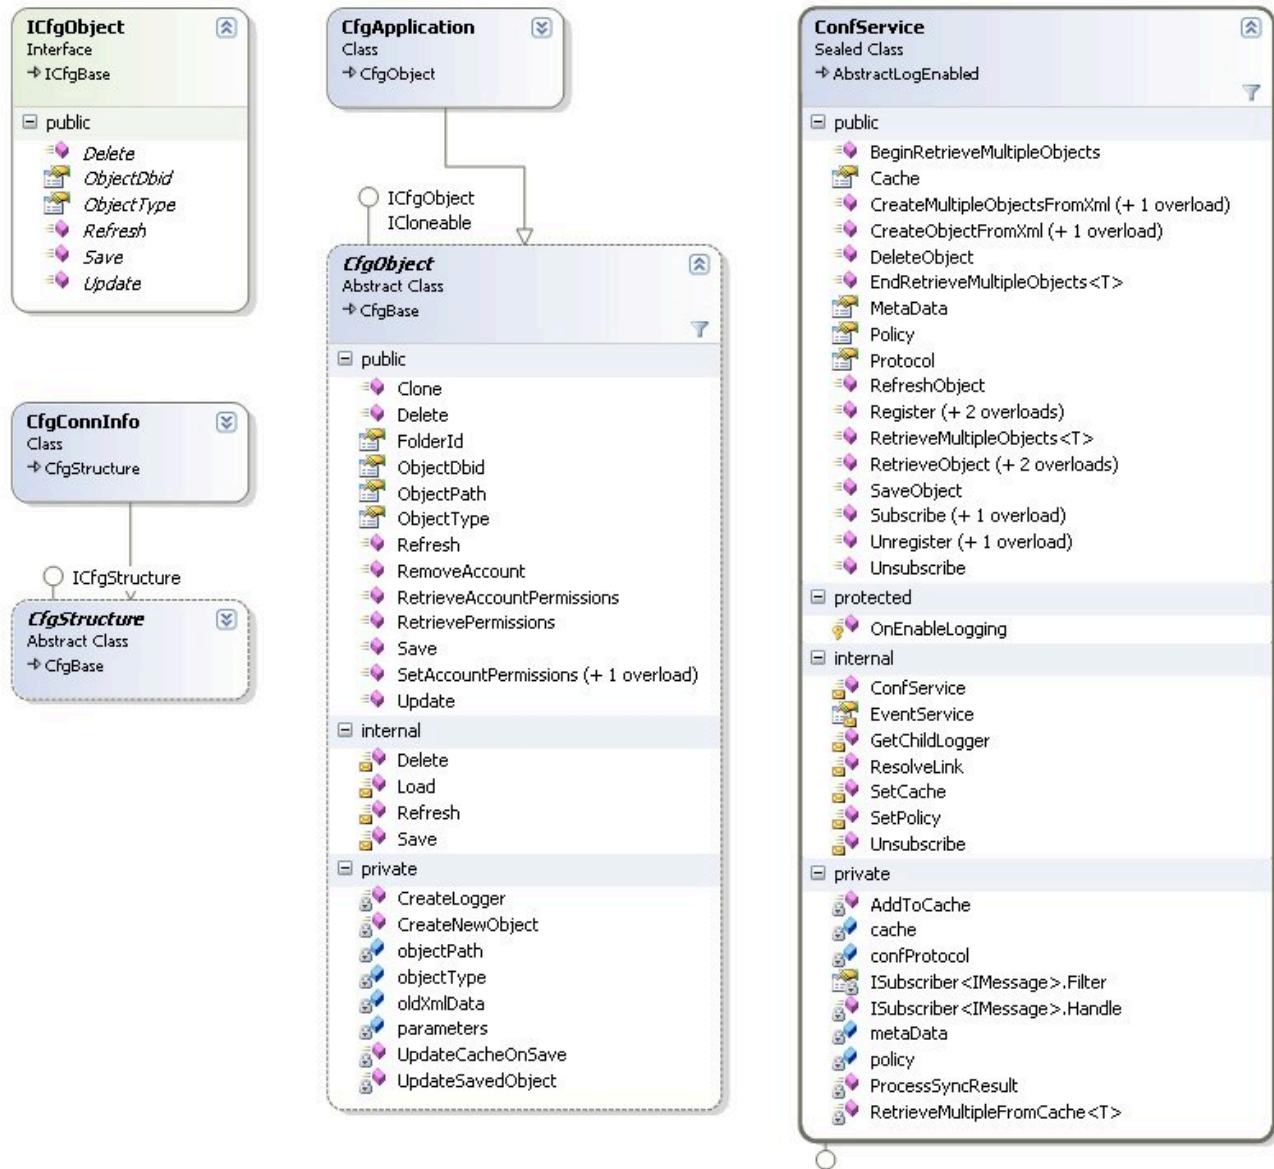 ICfgObject
Interface
→ ICfgBase
public
Delete
ObjectDbid
ObjectType
Refresh
Save
Update
CfgConnInfo
Class
→ CfgStructure
ICfgStructure
CfgStructure
Abstract Class
→ CfgBase
CfgApplication
Class
→ CfgObject
ICfgObject
ICloneable
CfgObject
Abstract Class
→ CfgBase
public
Clone
Delete
FolderId
ObjectDbid
ObjectPath
ObjectType
Refresh
RemoveAccount
RetrieveAccountPermissions
RetrievePermissions
Save
SetAccountPermissions (+ 1 overload)
Update
internal
Delete
Load
Refresh
Save
private
CreateLogger
CreateNewObject
objectPath
objectType
oldXmlData
parameters
UpdateCacheOnSave
UpdateSavedObject
ConfService
Sealed Class
→ AbstractLogEnabled
public
BeginRetrieveMultipleObjects
Cache
CreateMultipleObjectsFromXml (+ 1 overload)
CreateObjectFromXml (+ 1 overload)
DeleteObject
EndRetrieveMultipleObjects<T>
MetaData
Policy
Protocol
RefreshObject
Register (+ 2 overloads)
RetrieveMultipleObjects<T>
RetrieveObject (+ 2 overloads)
SaveObject
Subscribe (+ 1 overload)
Unregister (+ 1 overload)
Unsubscribe
protected
OnEnableLogging
internal
ConfService
EventService
GetChildLogger
ResolveLink
SetCache
SetPolicy
Unsubscribe
private
AddToCache
cache
confProtocol
ISubscriber<IMessage>.Filter
ISubscriber<IMessage>.Handle
metaData
policy
ProcessSyncResult
RetrieveMultipleFromCache<T>